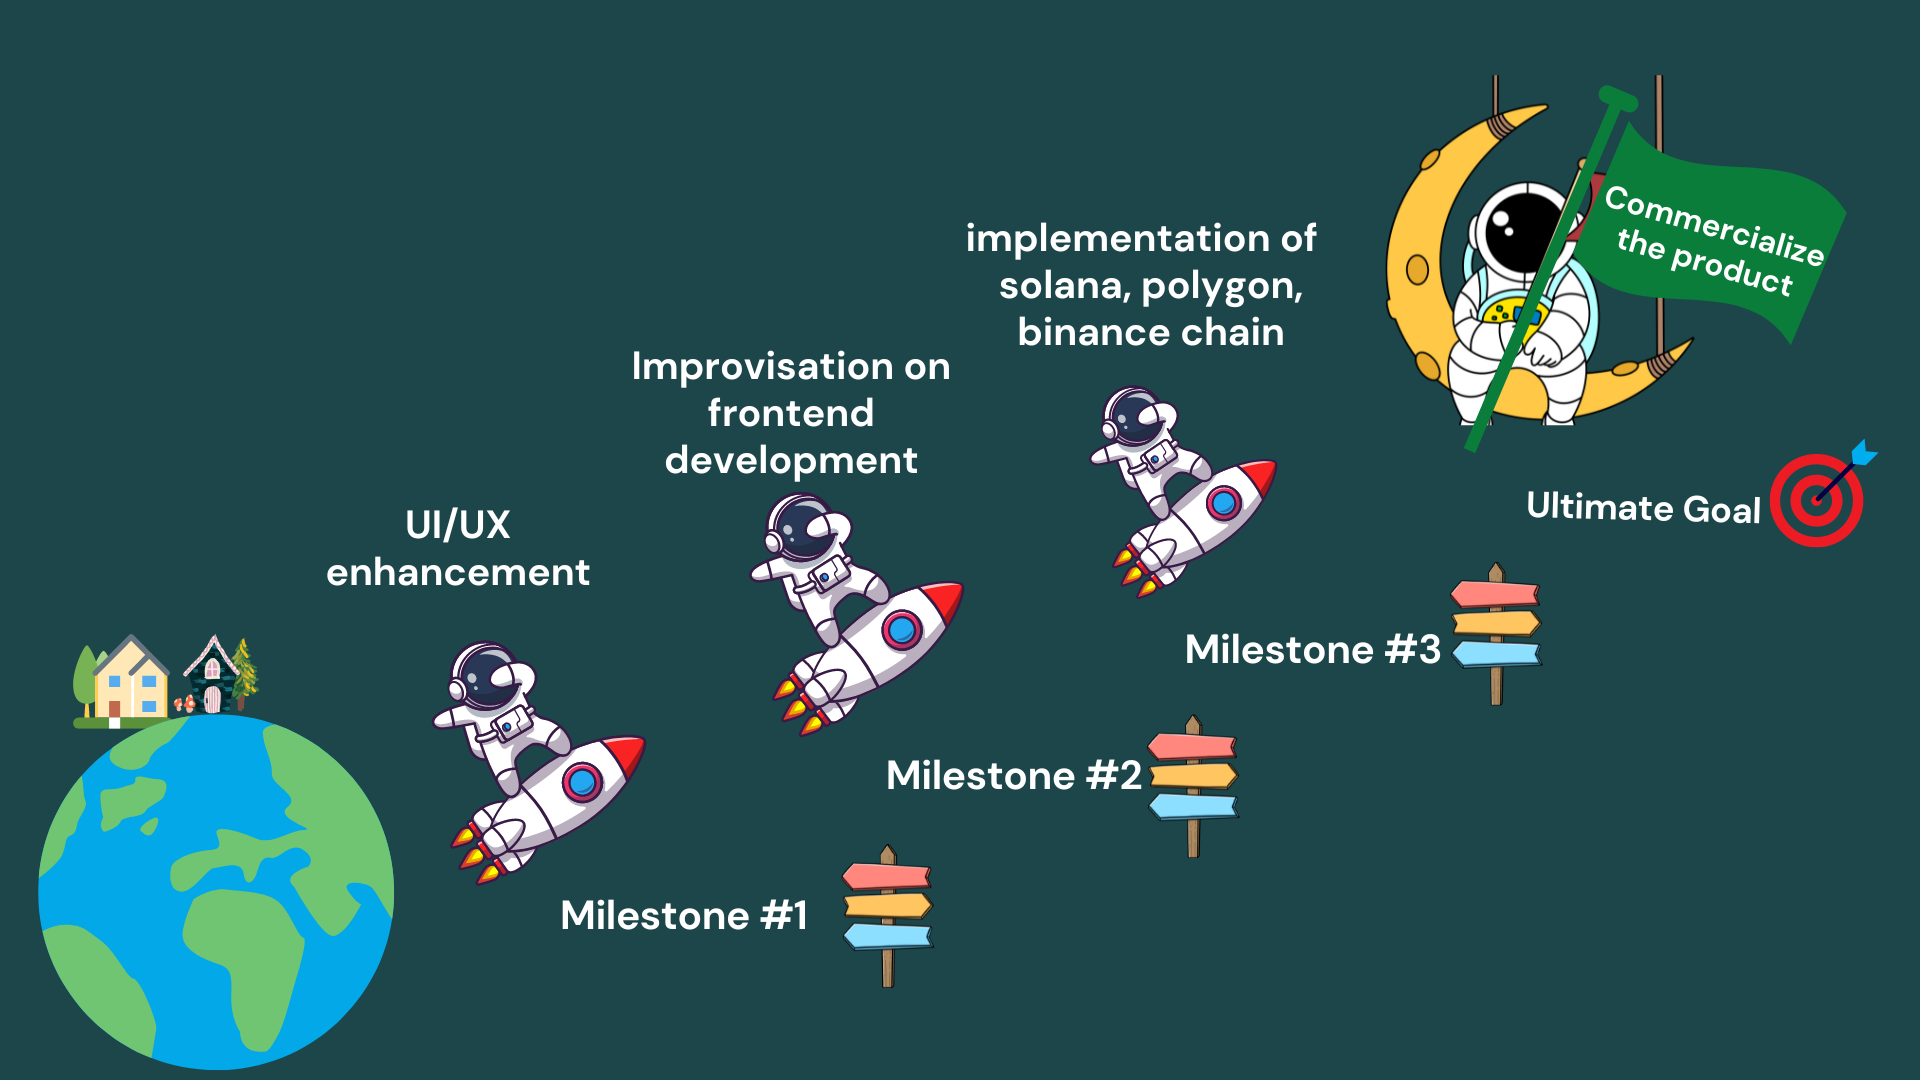 UI/UX
enhancement
Milestone #1
Improvisation on
frontend
development
Milestone #2
implementation of
solana, polygon,
binance chain
Milestone #3
Commercialize
the product
Ultimate Goal